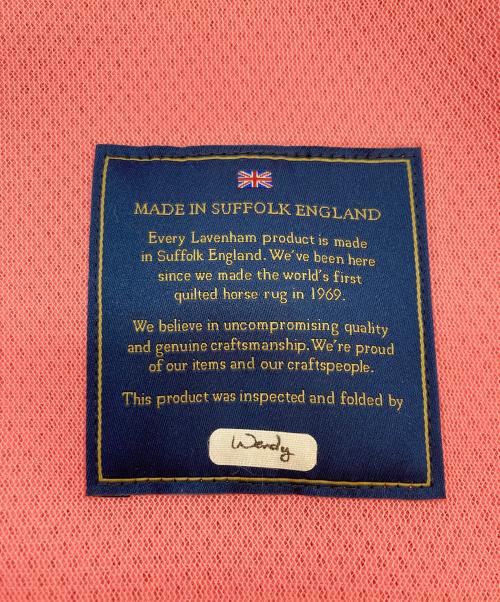 MADE IN SUFFOLK ENGLAND
Every Lavenham product is made
in Suffolk England. We've been here
since we made the world's first
quilted horse rug in 1969.
We believe in uncompromising quality
and genuine craftsmanship. We're proud
of our items and our craftspeople.
This product was inspected and folded by
Wendy